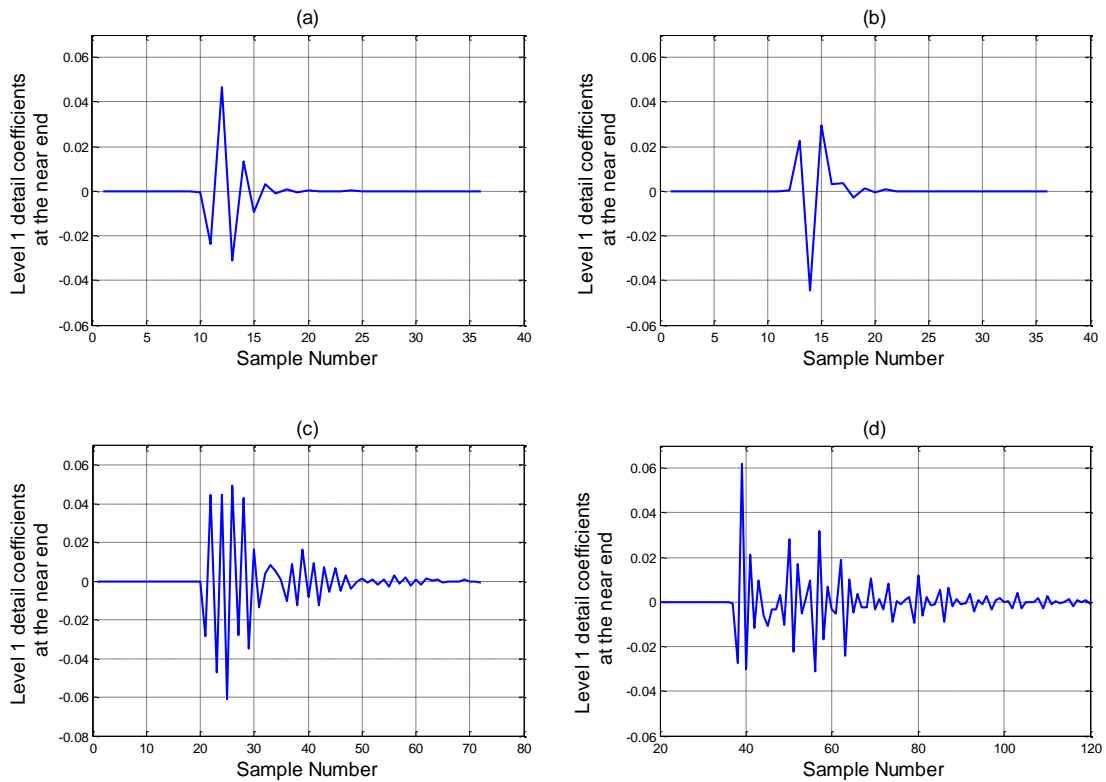 (a)
Level 1 detail coefficients
at the near end
0.06
0.04
0.02
0
-0.02
-0.04
-0.06
0 5 10 15 20 25 30 35 40
Sample Number
(b)
Level 1 detail coefficients
at the near end
0.06
0.04
0.02
0
-0.02
-0.04
-0.06
0 5 10 15 20 25 30 35 40
Sample Number
(c)
Level 1 detail coefficients
at the near end
0.06
0.04
0.02
0
-0.02
-0.04
-0.06
-0.08
0 10 20 30 40 50 60 70 80
Sample Number
(d)
Level 1 detail coefficients
at the near end
0.06
0.04
0.02
0
-0.02
-0.04
-0.06
20 40 60 80 100 120
Sample Number